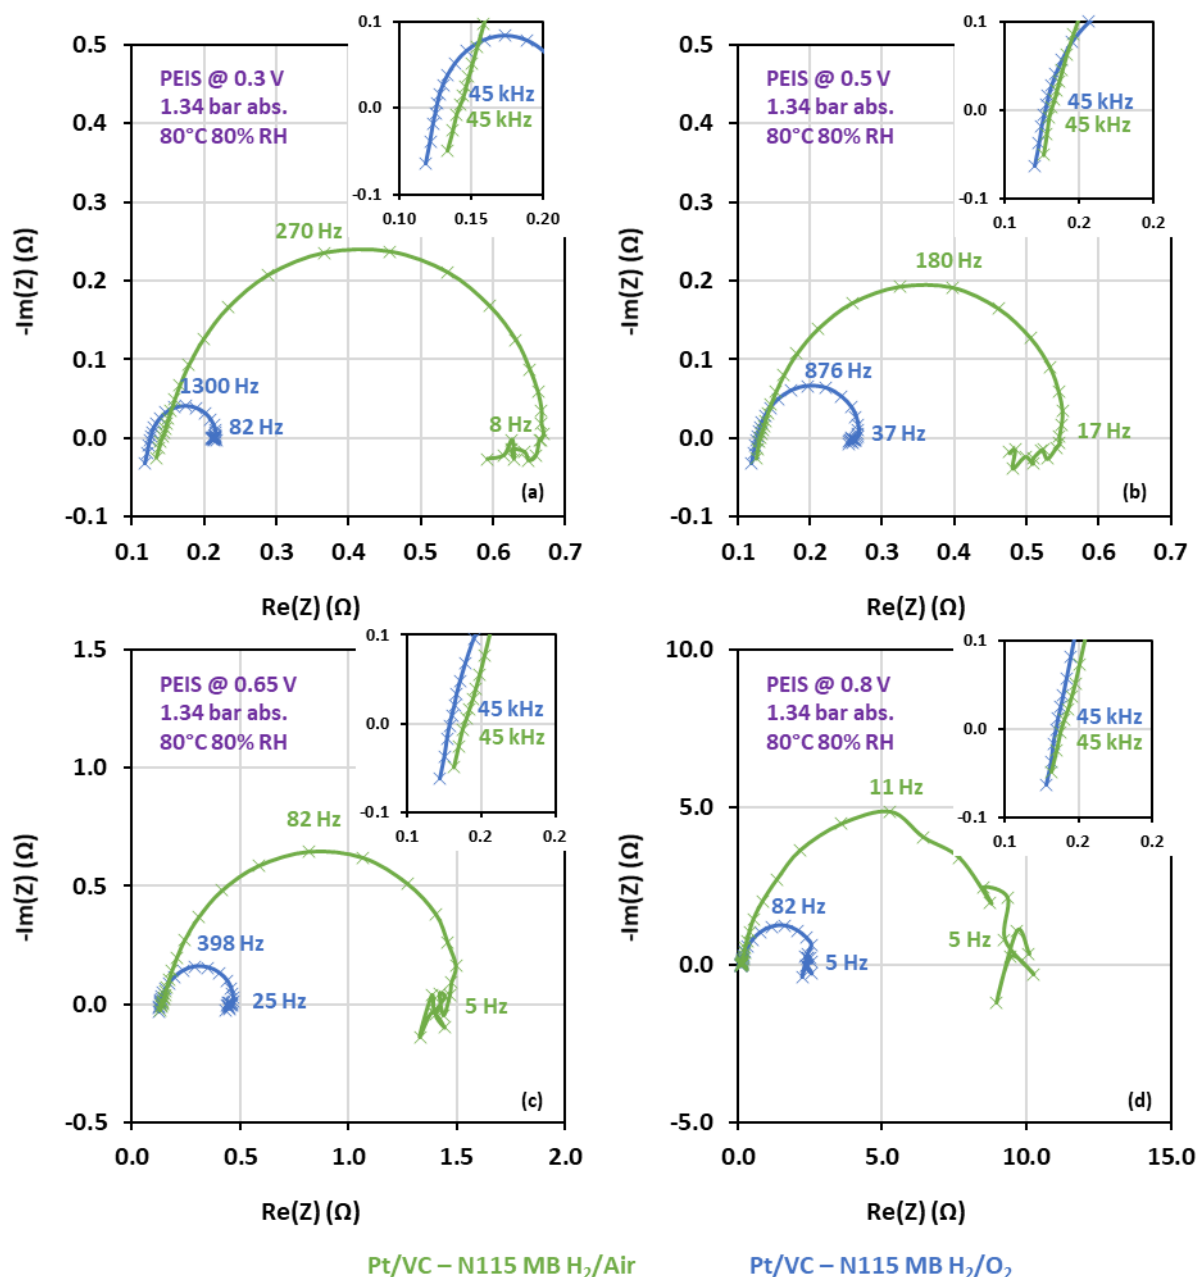 0.5
0.4
0.3
0.2
0.1
0.0
-0.1
-Im(Z) (Ω)
PEIS @ 0.3 V
1.34 bar abs.
80°C 80% RH
270 Hz
1300 Hz
82 Hz
8 Hz
(a)
0.1
0.0
-0.1
45 kHz
45 kHz
0.10 0.15 0.20
0.1 0.2 0.3 0.4 0.5 0.6 0.7
Re(Z) (Ω)
0.5
0.4
0.3
0.2
0.1
0.0
-0.1
-Im(Z) (Ω)
PEIS @ 0.5 V
1.34 bar abs.
80°C 80% RH
180 Hz
876 Hz
37 Hz
17 Hz
(b)
0.1
0.0
-0.1
45 kHz
45 kHz
0.1 0.2 0.2
0.1 0.2 0.3 0.4 0.5 0.6 0.7
Re(Z) (Ω)
1.5
1.0
0.5
0.0
-0.5
-Im(Z) (Ω)
PEIS @ 0.65 V
1.34 bar abs.
80°C 80% RH
82 Hz
398 Hz
25 Hz
5 Hz
(c)
0.1
0.0
-0.1
45 kHz
45 kHz
0.1 0.2 0.2
0.0 0.5 1.0 1.5 2.0
Re(Z) (Ω)
10.0
5.0
0.0
-5.0
-Im(Z) (Ω)
PEIS @ 0.8 V
1.34 bar abs.
80°C 80% RH
11 Hz
82 Hz
5 Hz
5 Hz
(d)
0.1
0.0
-0.1
45 kHz
45 kHz
0.1 0.2 0.2
0.0 5.0 10.0 15.0
Re(Z) (Ω)
Pt/VC – N115 MB H₂/Air Pt/VC – N115 MB H₂/O₂